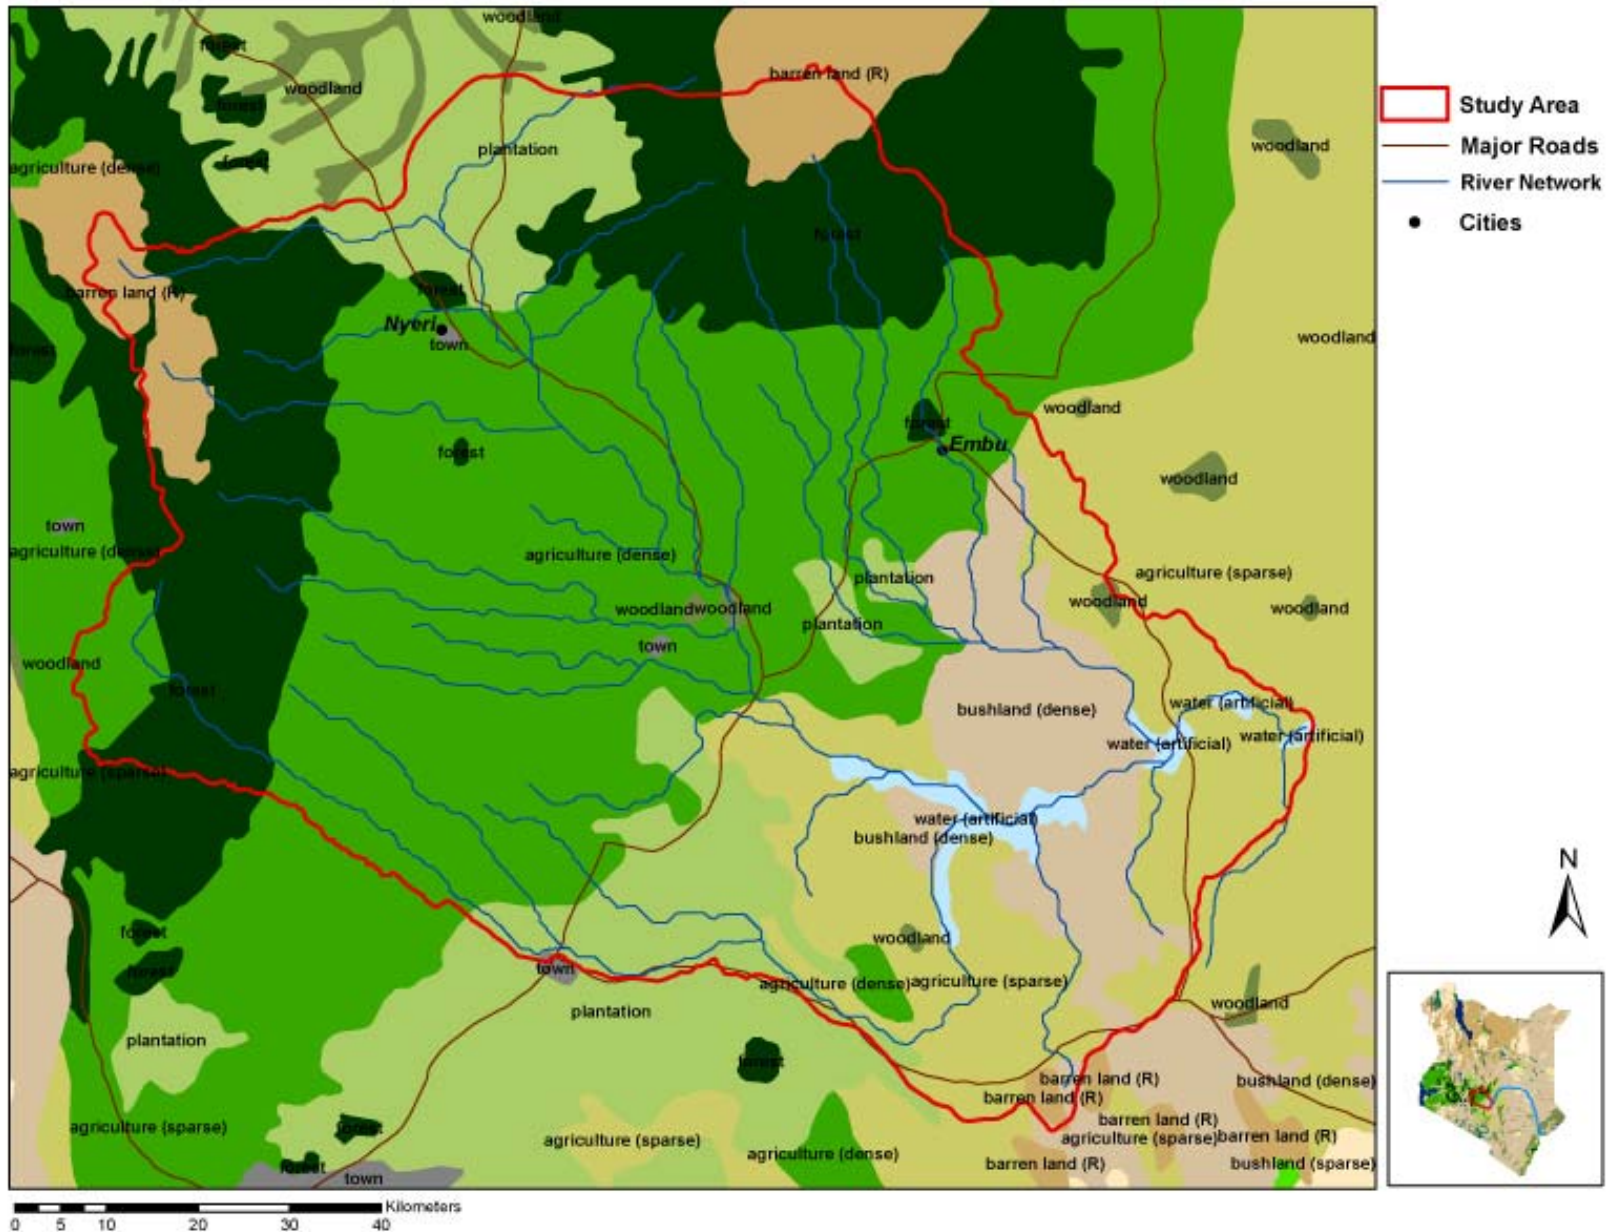 woodland
forest
barren land (R)
Study Area
woodland
forest
Major Roads
woodland
plantation
forest
agriculture (dense)
River Network
Cities
forest
barren land (R)
forest
Nyeri
town
woodland
forest
woodland
forest
Embu
forest
woodland
town
agriculture (dense)
agriculture (dense)
agriculture (sparse)
plantation
woodland
woodland
woodland
woodland
plantation
town
woodland
forest
water (artificial)
bushland (dense)
water (artificial)
water (artificial)
agriculture (sparse)
water (artificial)
bushland (dense)
N
forest
woodland
forest
town
agriculture (dense)
agriculture (sparse)
woodland
plantation
plantation
forest
barren land (R)
bushland (dense)
barren land (R)
barren land (R)
agriculture (sparse)
forest
agriculture (sparse)
agriculture (sparse)
barren land (R)
agriculture (dense)
forest
barren land (R)
bushland (sparse)
town
Kilometers
0 5 10 20 30 40